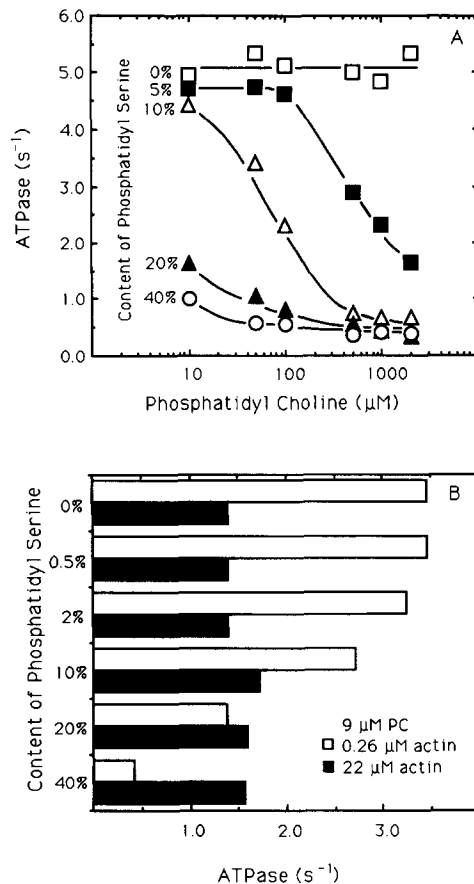 A
ATPase (s⁻¹)
Content of Phosphatidyl Serine
6.0
5.0
4.0
3.0
2.0
1.0
0.0
0%
5%
10%
20%
40%
10
100
1000
Phosphatidyl Choline (μM)
B
Content of Phosphatidyl Serine
0%
0.5%
2%
10%
20%
40%
9 μM PC
0.26 μM actin
22 μM actin
1.0
2.0
3.0
ATPase (s⁻¹)